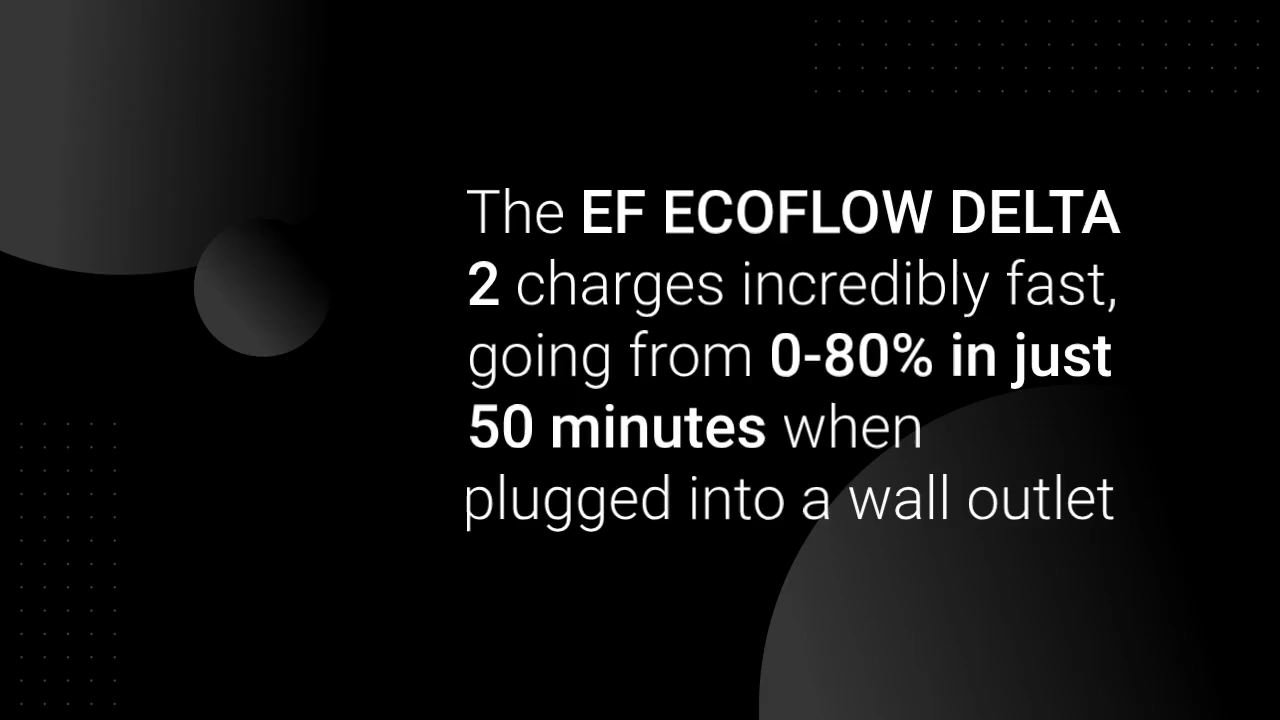 The EF ECOFLOW DELTA
2 charges incredibly fast,
going from 0-80% in just
50 minutes when
plugged into a wall outlet